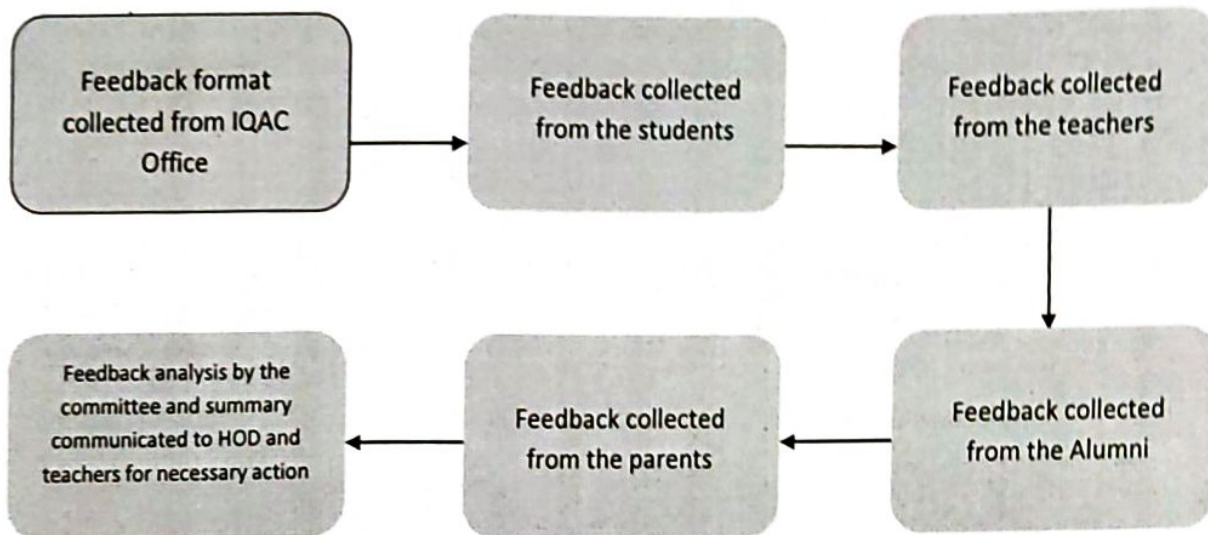 Feedback format
collected from IQAC
Office
Feedback collected
from the students
Feedback collected
from the teachers
Feedback collected
from the Alumni
Feedback collected
from the parents
Feedback analysis by the
committee and summary
communicated to HOD and
teachers for necessary action